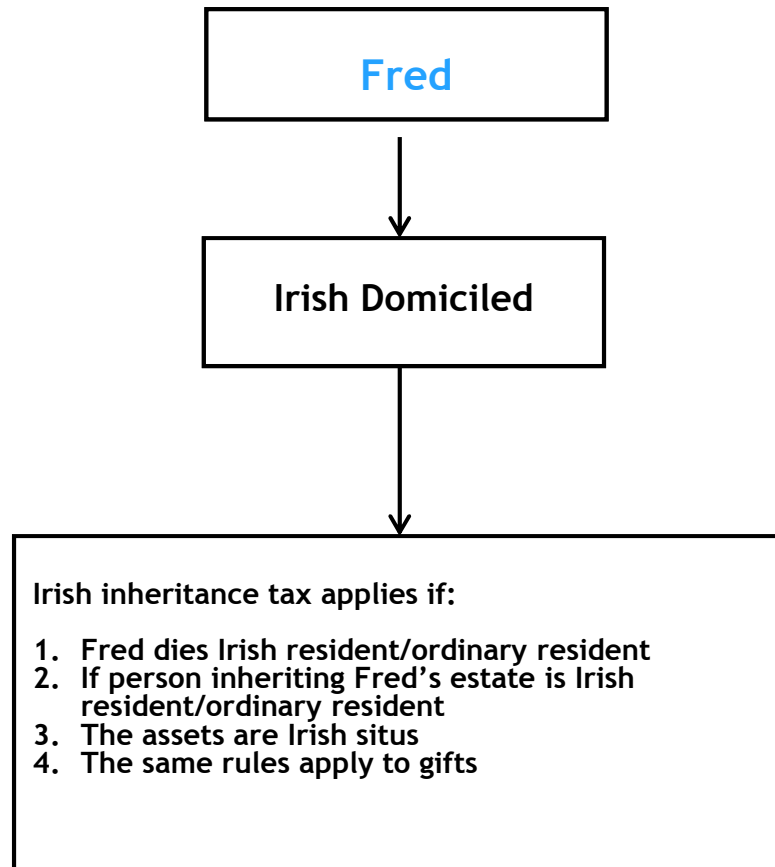 Fred
Irish Domiciled
Irish inheritance tax applies if:
1. Fred dies Irish resident/ordinary resident
2. If person inheriting Fred’s estate is Irish
resident/ordinary resident
3. The assets are Irish situs
4. The same rules apply to gifts